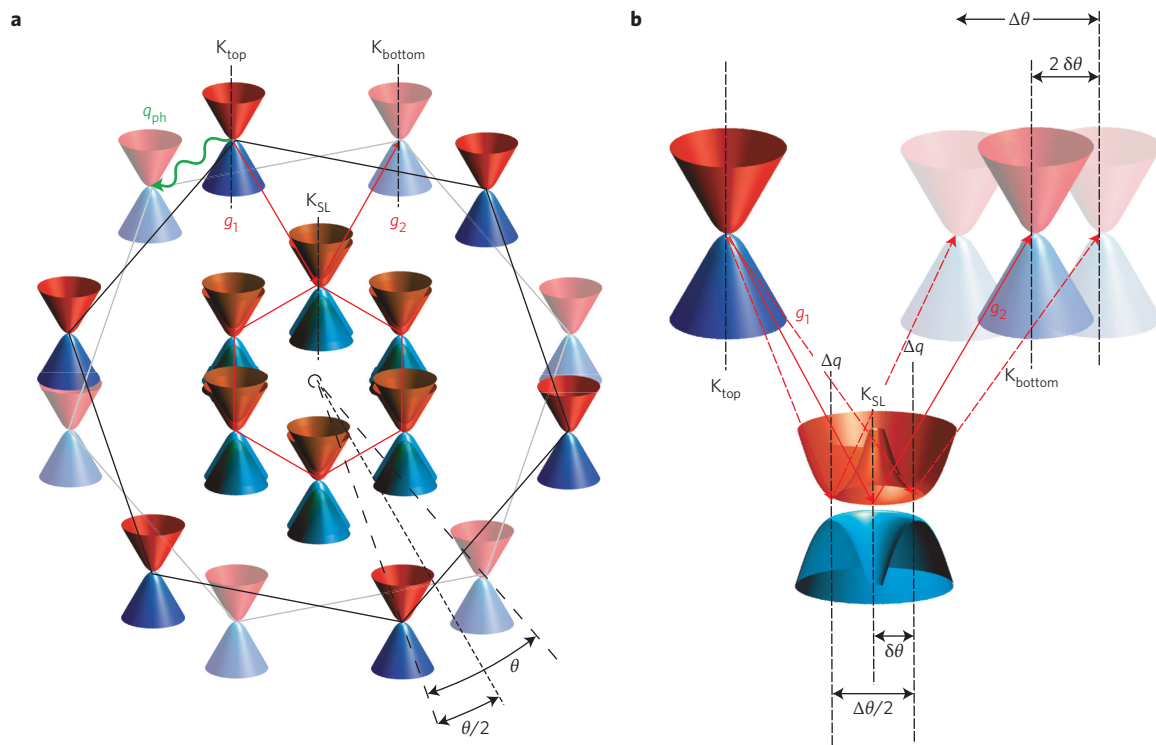 a
K_top
K_bottom
q_ph
g_1
K_SL
g_2
θ
θ/2
b
Δθ
2 δθ
g_1
g_2
K_top
Δq
K_SL
Δq
K_bottom
δθ
Δθ/2